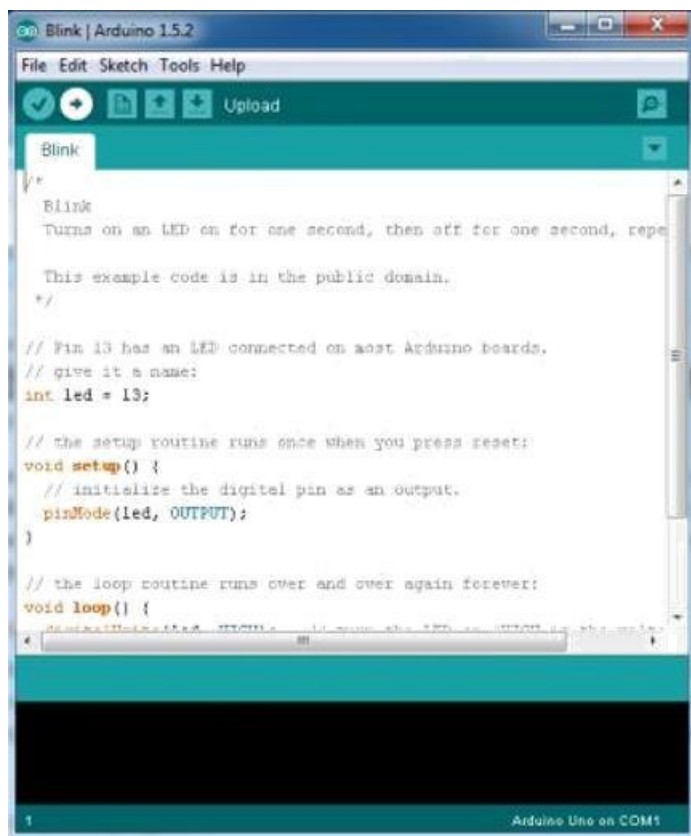 Blink | Arduino 1.5.2
File Edit Sketch Tools Help
Upload
Blink
/*
Blink
Turns on an LED on for one second, then off for one second, repe
This example code is in the public domain.
*/
// Pin 13 has an LED connected on most Arduino boards.
// give it a name:
int led = 13;
// the setup routine runs once when you press reset:
void setup() {
// initialize the digital pin as an output.
pinMode(led, OUTPUT);
}
// the loop routine runs over and over again forever:
void loop() {
1
Arduino Uno on COM1